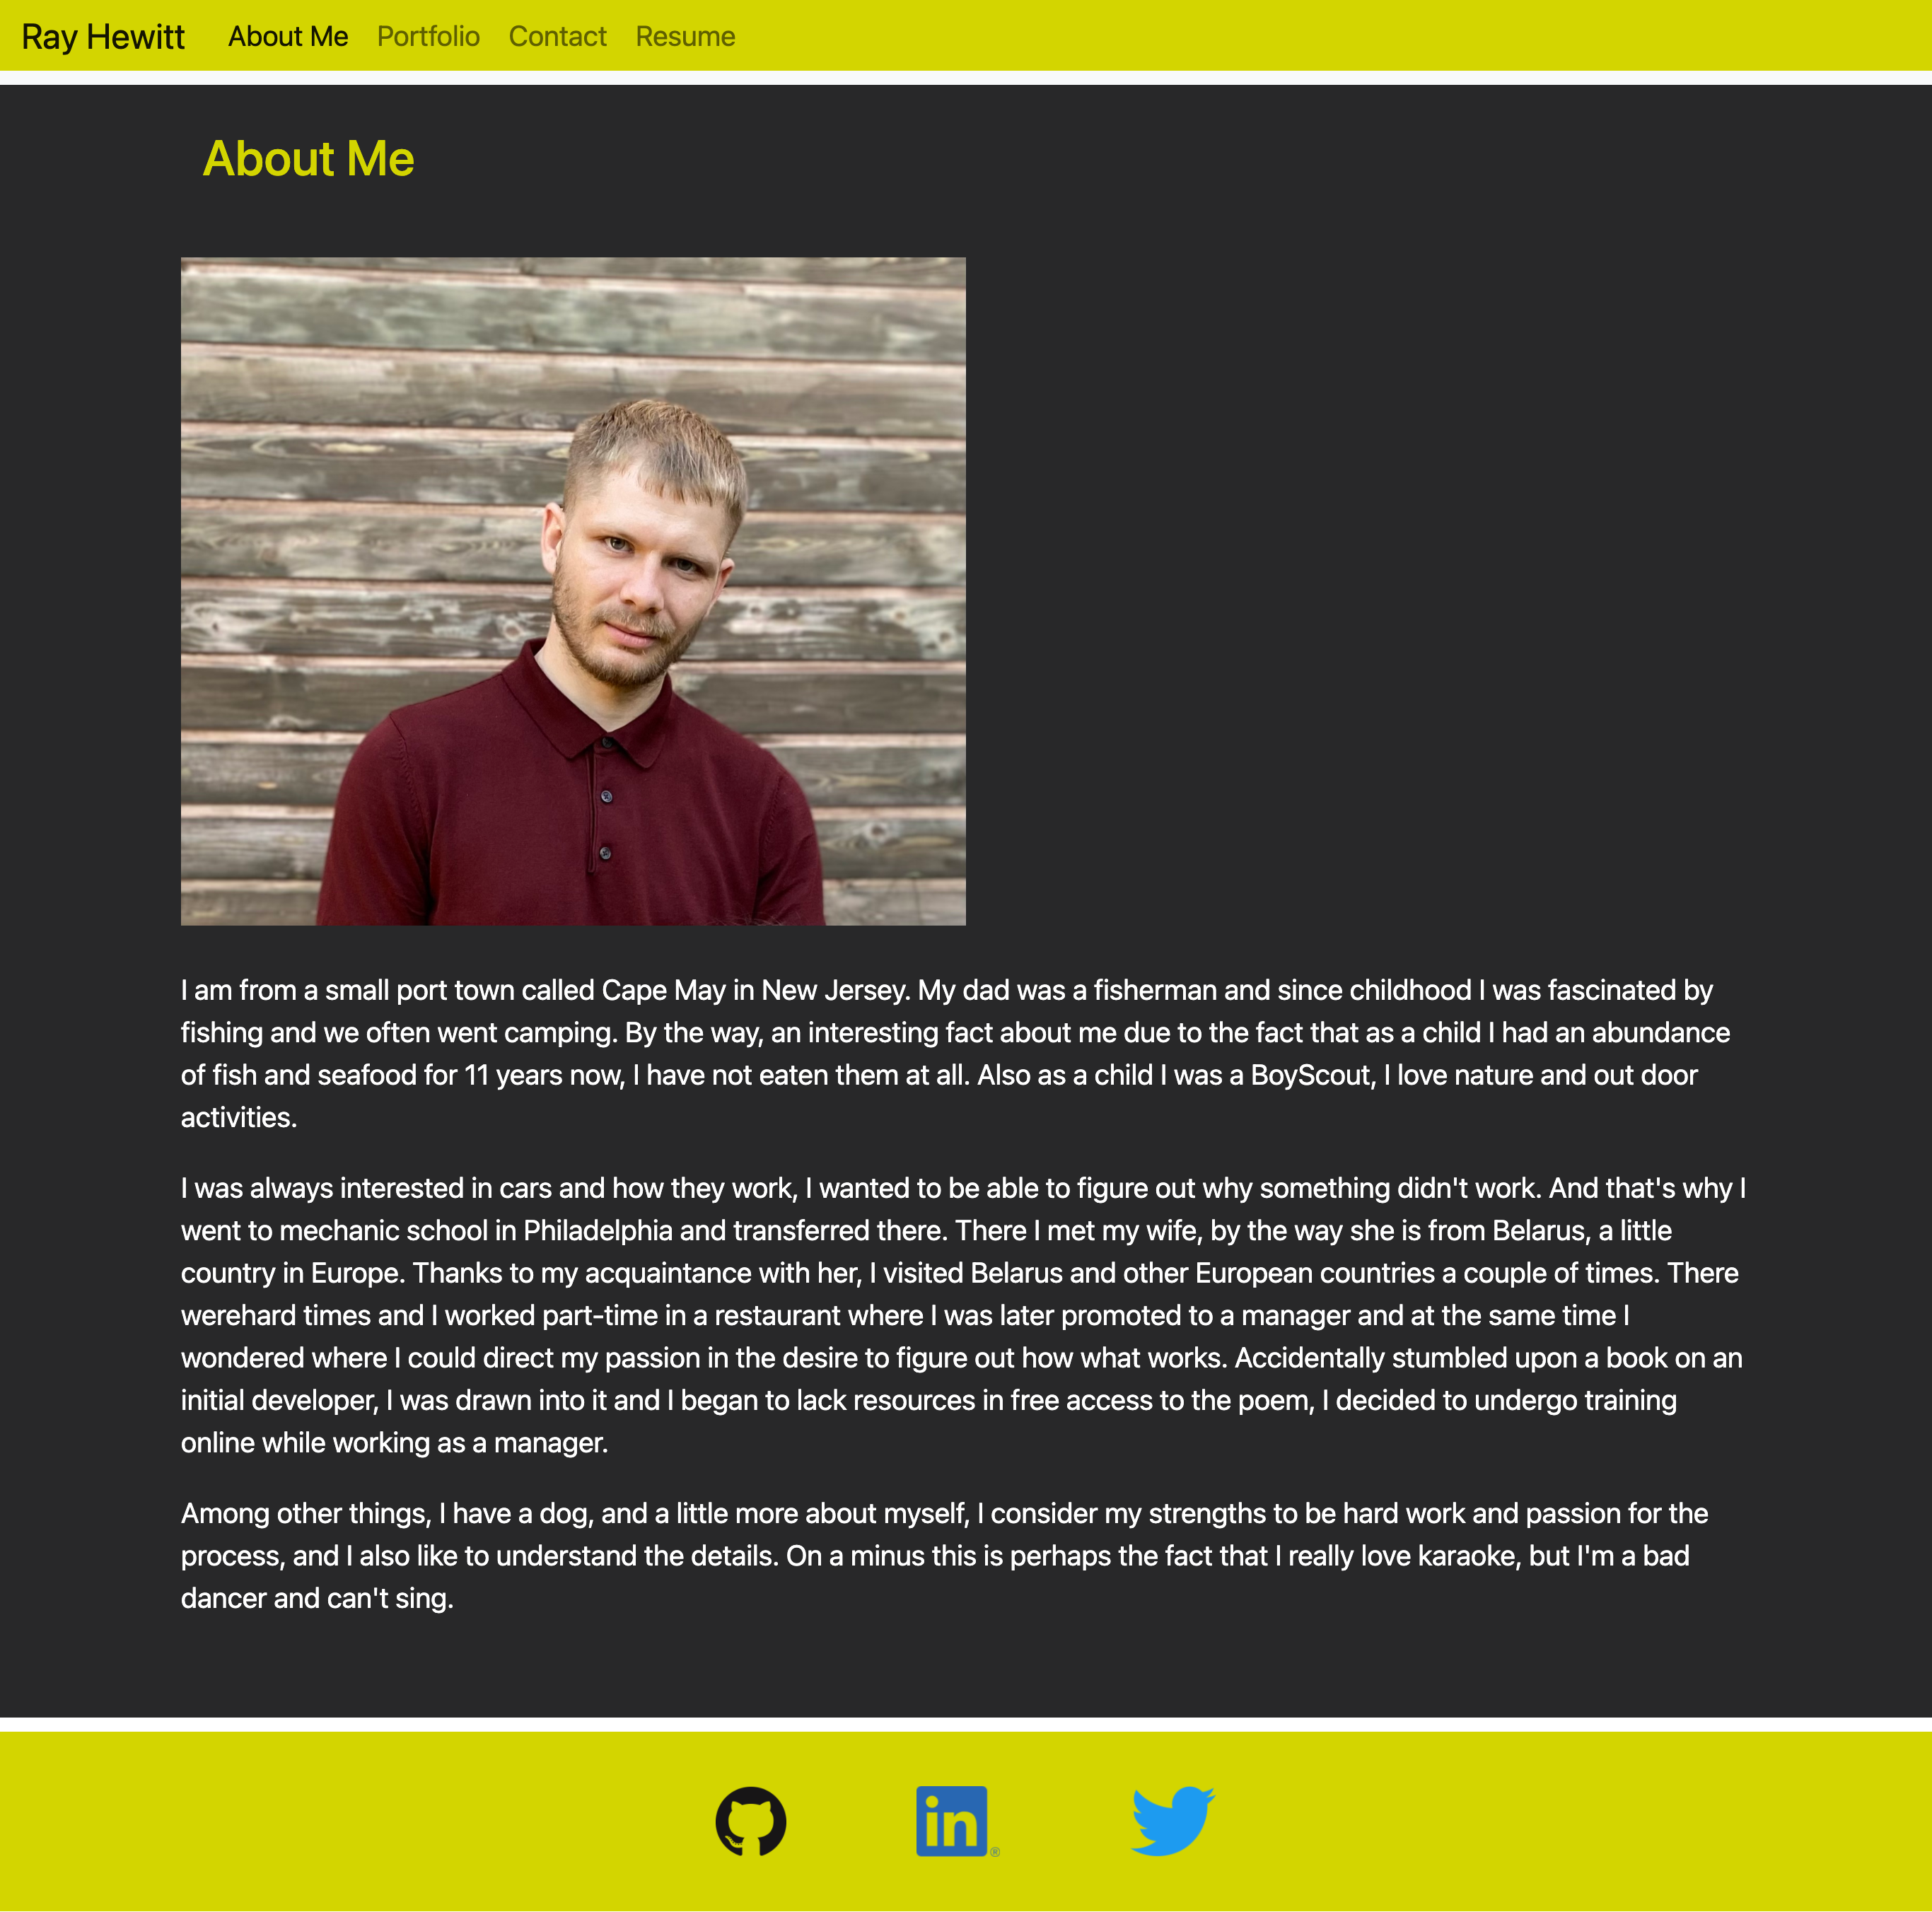 Ray Hewitt About Me Portfolio Contact Resume
About Me
I am from a small port town called Cape May in New Jersey. My dad was a fisherman and since childhood I was fascinated by
fishing and we often went camping. By the way, an interesting fact about me due to the fact that as a child I had an abundance
of fish and seafood for 11 years now, I have not eaten them at all. Also as a child I was a BoyScout, I love nature and out door
activities.
I was always interested in cars and how they work, I wanted to be able to figure out why something didn't work. And that's why I
went to mechanic school in Philadelphia and transferred there. There I met my wife, by the way she is from Belarus, a little
country in Europe. Thanks to my acquaintance with her, I visited Belarus and other European countries a couple of times. There
werehard times and I worked part-time in a restaurant where I was later promoted to a manager and at the same time I
wondered where I could direct my passion in the desire to figure out how what works. Accidentally stumbled upon a book on an
initial developer, I was drawn into it and I began to lack resources in free access to the poem, I decided to undergo training
online while working as a manager.
Among other things, I have a dog, and a little more about myself, I consider my strengths to be hard work and passion for the
process, and I also like to understand the details. On a minus this is perhaps the fact that I really love karaoke, but I'm a bad
dancer and can't sing.
in ®